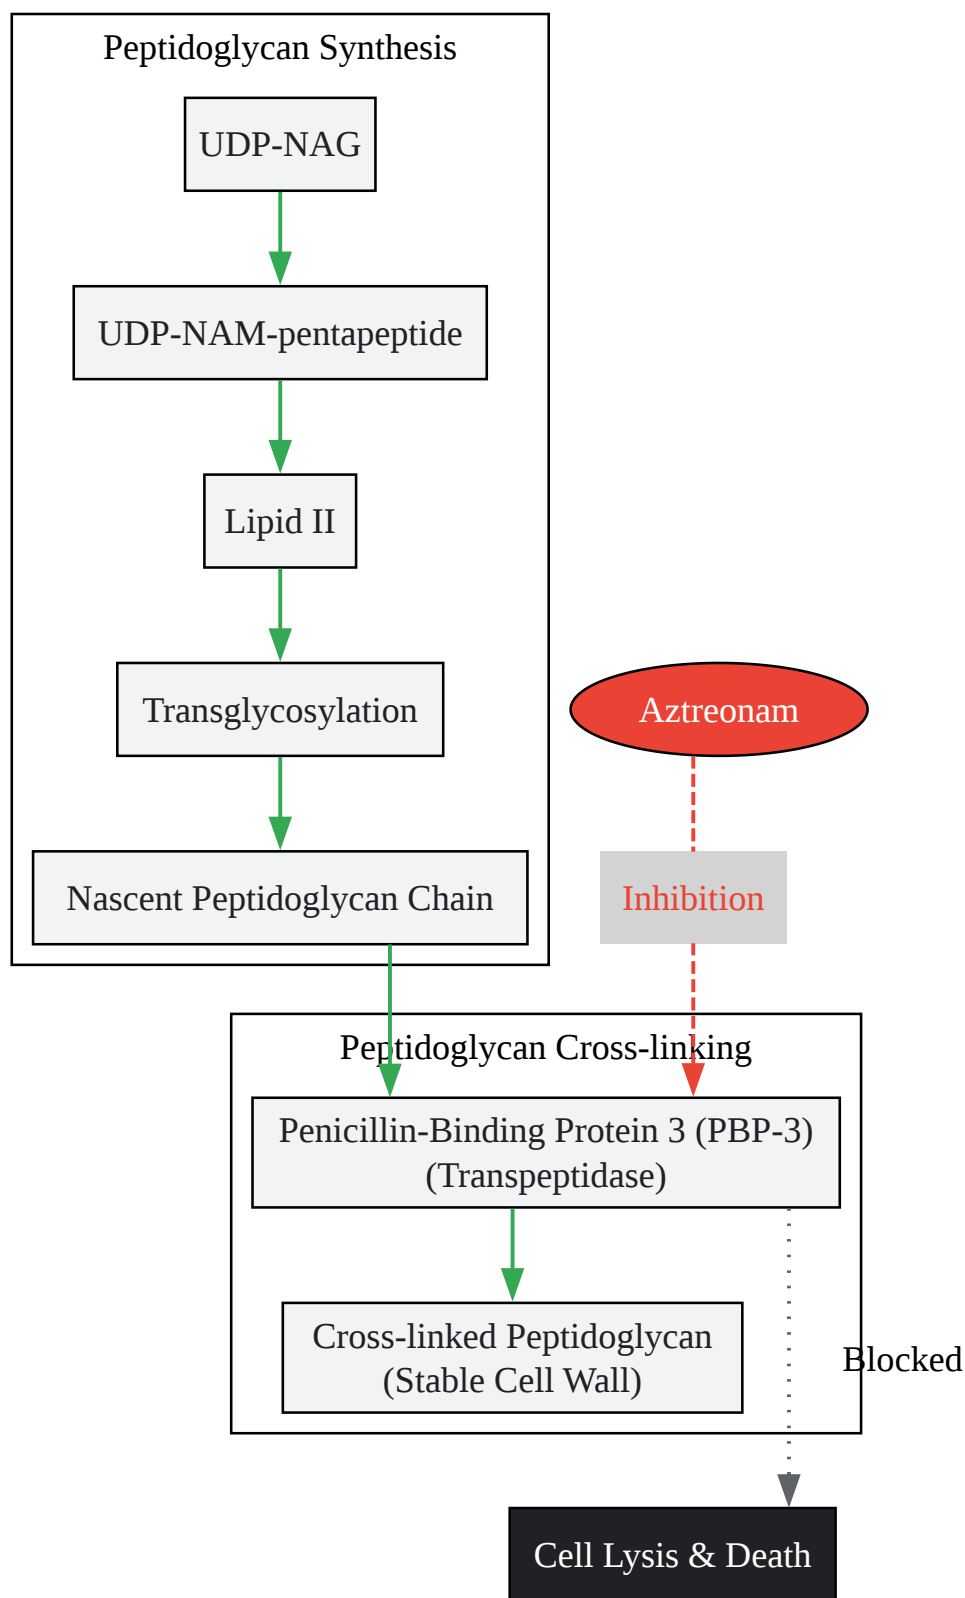 Peptidoglycan Synthesis
UDP-NAG
UDP-NAM-pentapeptide
Lipid II
Transglycosylation
Aztreonam
Nascent Peptidoglycan Chain
Inhibition
Peptidoglycan Cross-linking
Penicillin-Binding Protein 3 (PBP-3)
(Transpeptidase)
Cross-linked Peptidoglycan
(Stable Cell Wall)
Blocked
Cell Lysis & Death